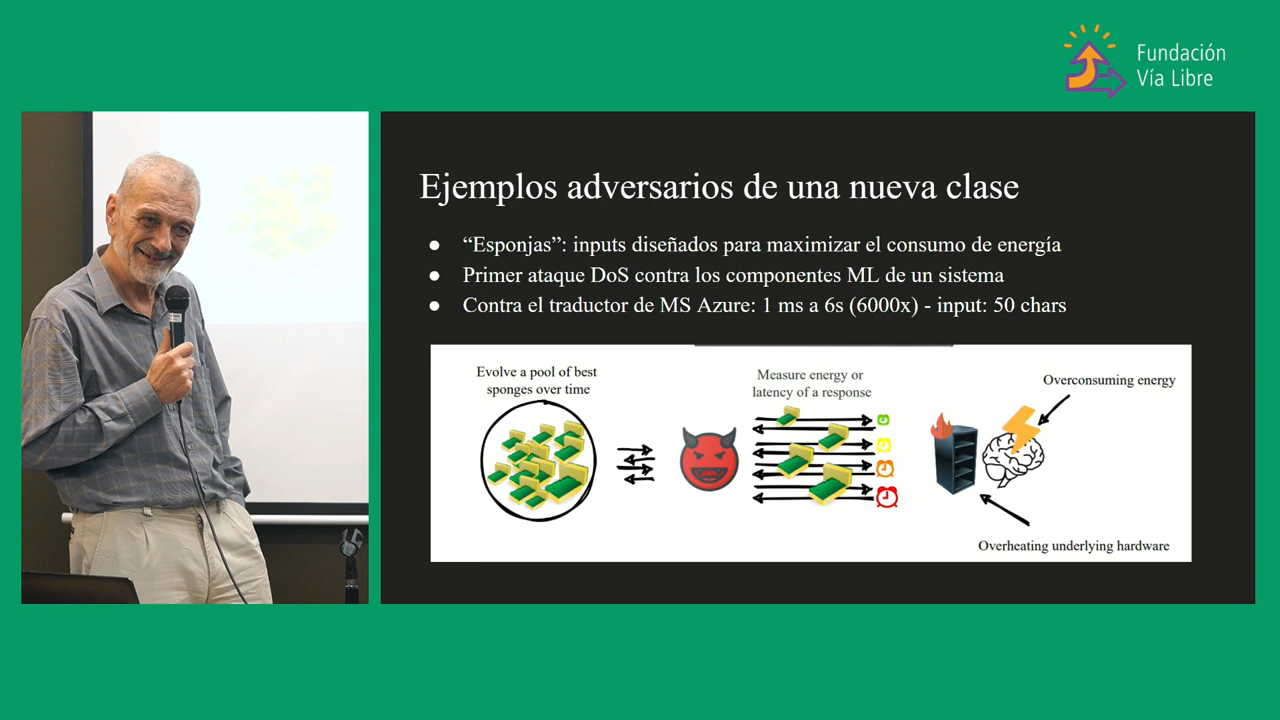 Fundación
Vía Libre
Ejemplos adversarios de una nueva clase
● “Esponjas”: inputs diseñados para maximizar el consumo de energía
● Primer ataque DoS contra los componentes ML de un sistema
● Contra el traductor de MS Azure: 1 ms a 6s (6000x) - input: 50 chars
Evolve a pool of best
sponges over time
Measure energy or
latency of a response
Overconsuming energy
Overheating underlying hardware